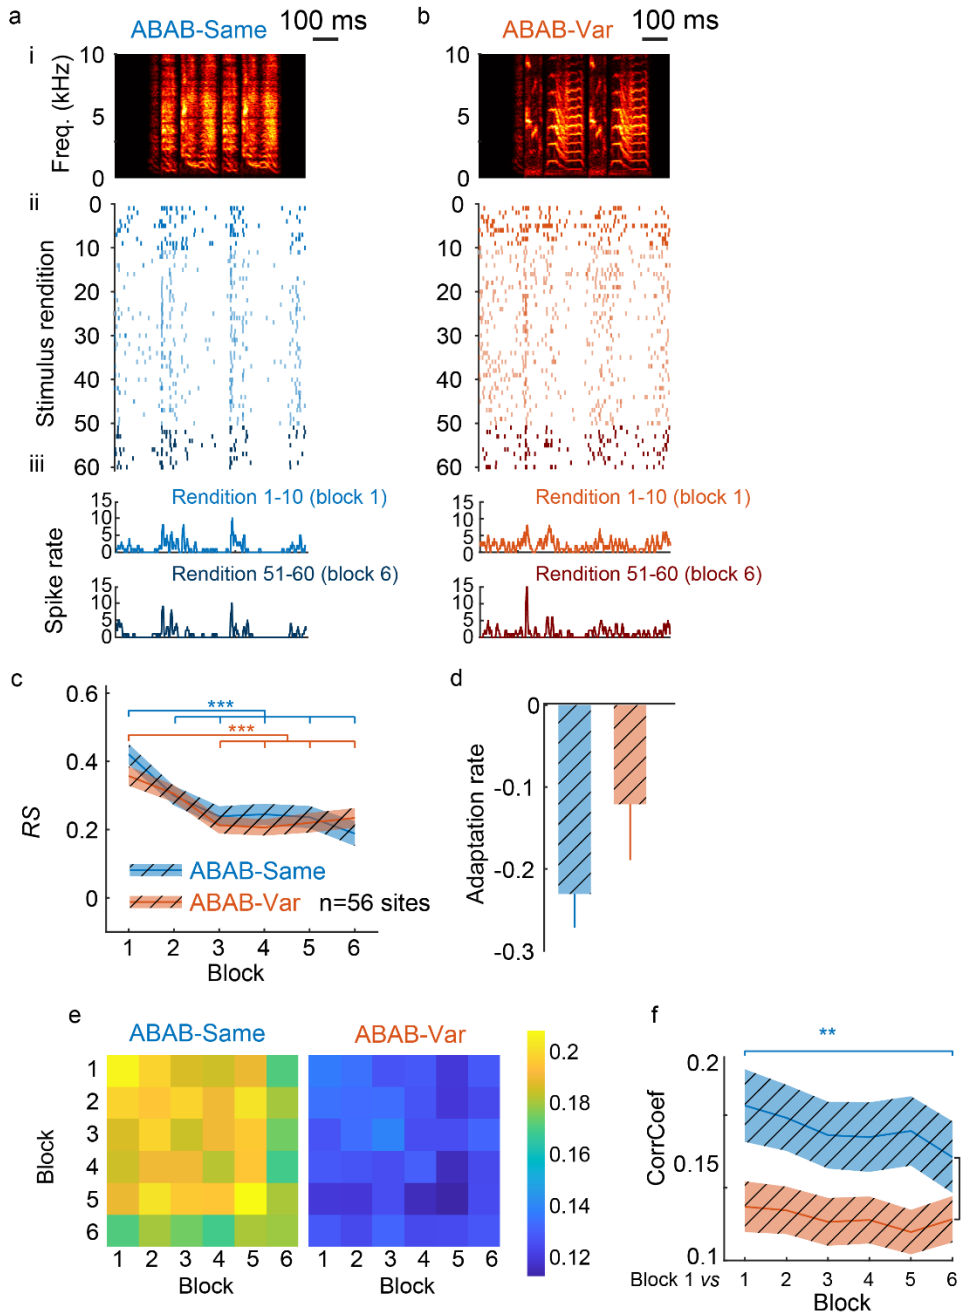 a
b
100 ms
100 ms
ABAB-Same
ABAB-Var
i
Freq. (kHz)
10
5
0
10
5
0
ii
Stimulus rendition
0
10
20
30
40
50
60
0
10
20
30
40
50
60
iii
Spike rate
Rendition 1-10 (block 1)
15
10
5
0
Rendition 1-10 (block 1)
15
10
5
0
Rendition 51-60 (block 6)
15
10
5
0
Rendition 51-60 (block 6)
15
10
5
0
c
0.6
0.4
0.2
0
RS
***
***
ABAB-Same
ABAB-Var n=56 sites
1 2 3 4 5 6
Block
d
0
-0.1
-0.2
-0.3
Adaptation rate
e
ABAB-Same
ABAB-Var
Block
1
2
3
4
5
6
1 2 3 4 5 6
Block
1 2 3 4 5 6
Block
0.2
0.18
0.16
0.14
0.12
f
**
0.2
0.15
0.1
CorrCoef
Block 1 vs 1 2 3 4 5 6
Block